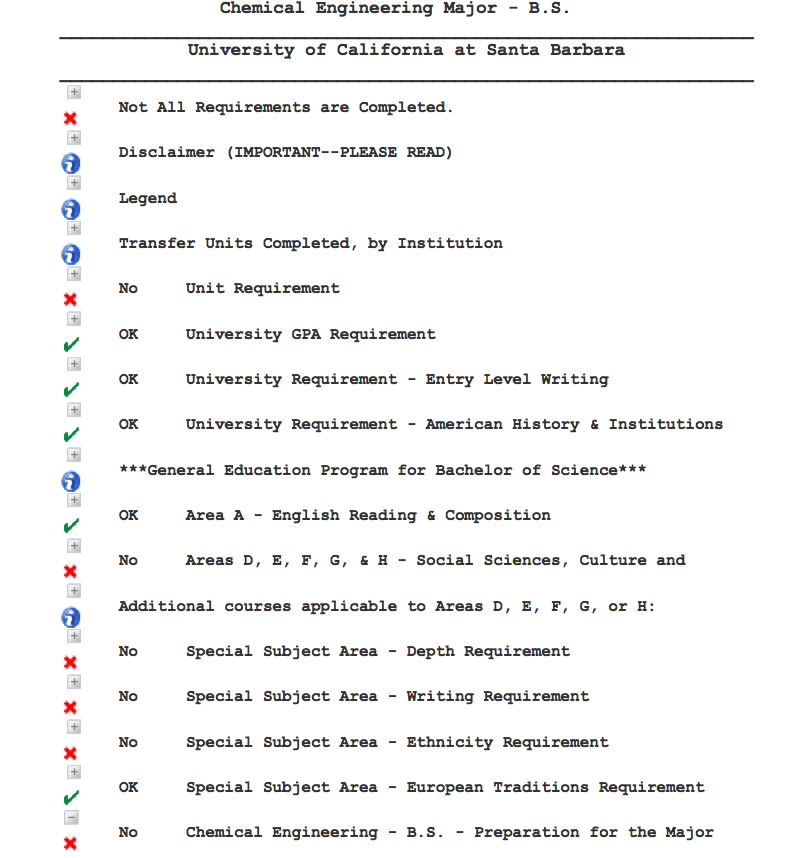 Chemical Engineering Major - B.S.
University of California at Santa Barbara
Not All Requirements are Completed.
Disclaimer (IMPORTANT--PLEASE READ)
Legend
Transfer Units Completed, by Institution
No Unit Requirement
OK University GPA Requirement
OK University Requirement - Entry Level Writing
OK University Requirement - American History & Institutions
***General Education Program for Bachelor of Science***
OK Area A - English Reading & Composition
No Areas D, E, F, G, & H - Social Sciences, Culture and
Additional courses applicable to Areas D, E, F, G, or H:
No Special Subject Area - Depth Requirement
No Special Subject Area - Writing Requirement
No Special Subject Area - Ethnicity Requirement
OK Special Subject Area - European Traditions Requirement
No Chemical Engineering - B.S. - Preparation for the Major